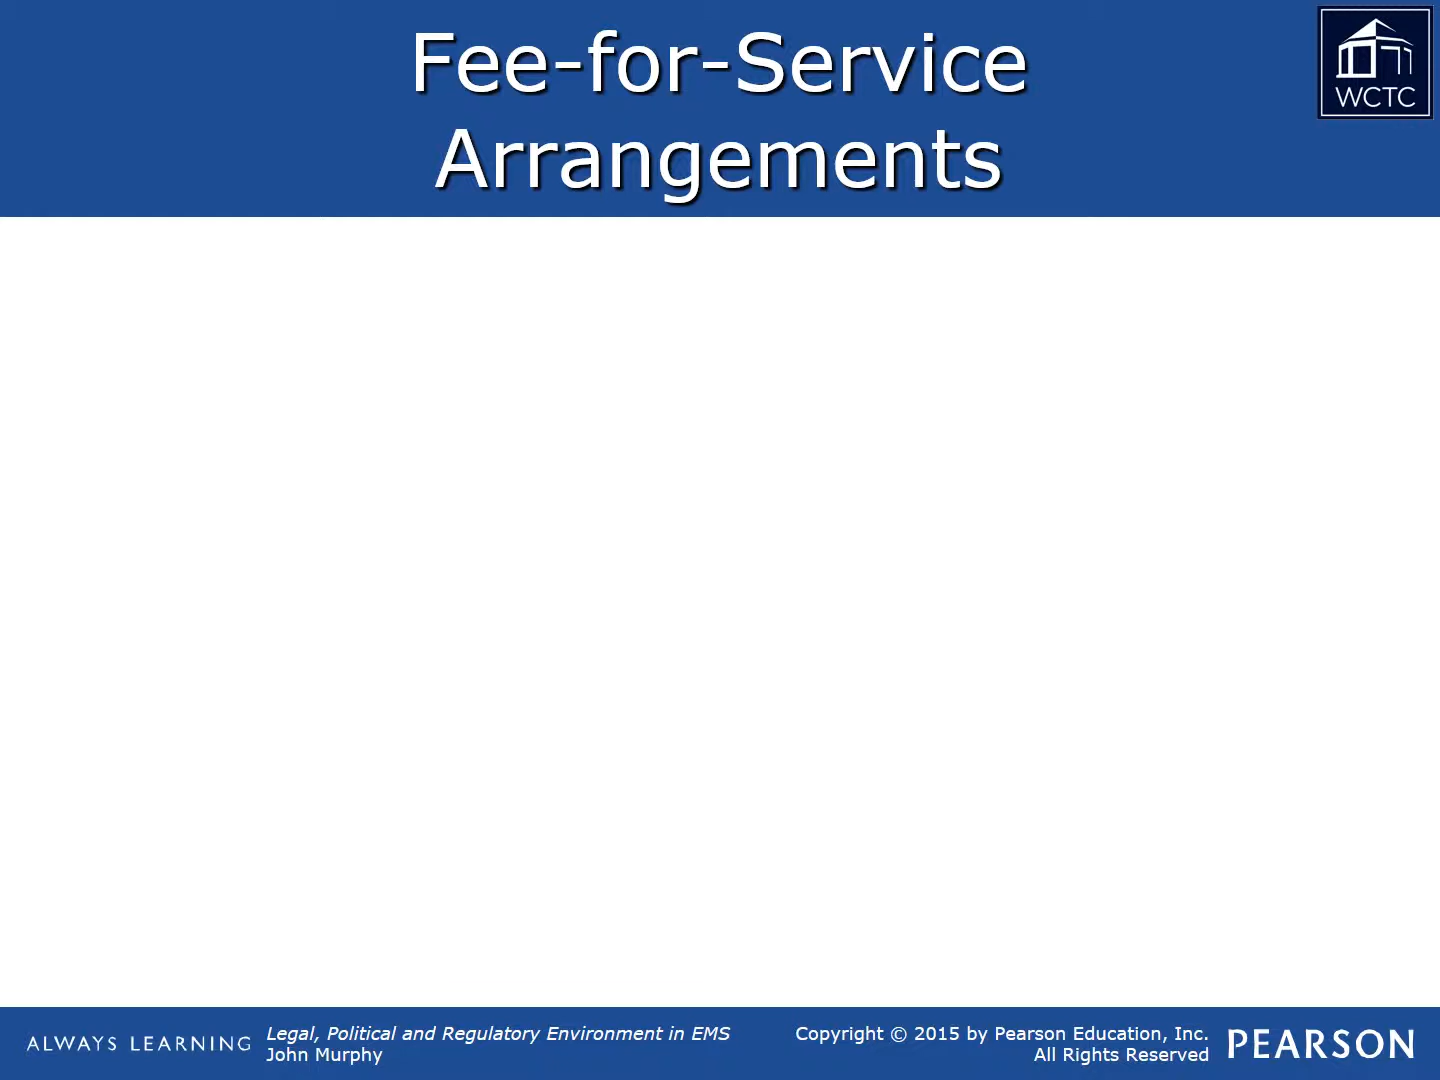 Fee-for-Service
Arrangements
WCTC
ALWAYS LEARNING
Legal, Political and Regulatory Environment in EMS
John Murphy
Copyright © 2015 by Pearson Education, Inc.
All Rights Reserved
PEARSON